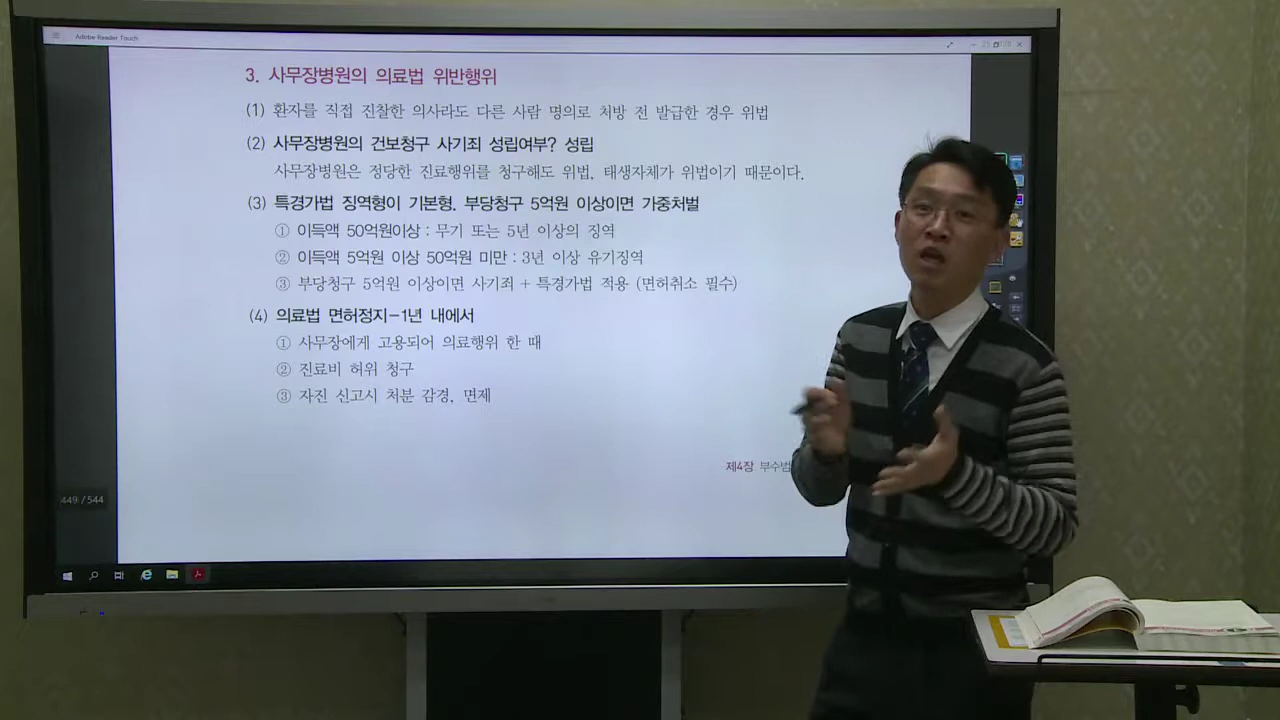 Adobe Reader Touch
3. 사무장병원의 의료법 위반행위
(1) 환자를 직접 진찰한 의사라도 다른 사람 명의로 처방 전 발급한 경우 위법
(2) 사무장병원의 건보청구 사기죄 성립여부? 성립
사무장병원은 정당한 진료행위를 청구해도 위법, 태생자체가 위법이기 때문이다.
(3) 특경가법 징역형이 기본형. 부당청구 5억원 이상이면 가중처벌
① 이득액 50억원이상 : 무기 또는 5년 이상의 징역
② 이득액 5억원 이상 50억원 미만 : 3년 이상 유기징역
③ 부당청구 5억원 이상이면 사기죄 + 특경가법 적용 (면허취소 필수)
(4) 의료법 면허정지-1년 내에서
① 사무장에게 고용되어 의료행위 한 때
② 진료비 허위 청구
③ 자진 신고시 처분 감경, 면제
제4장 부수범
449 / 544